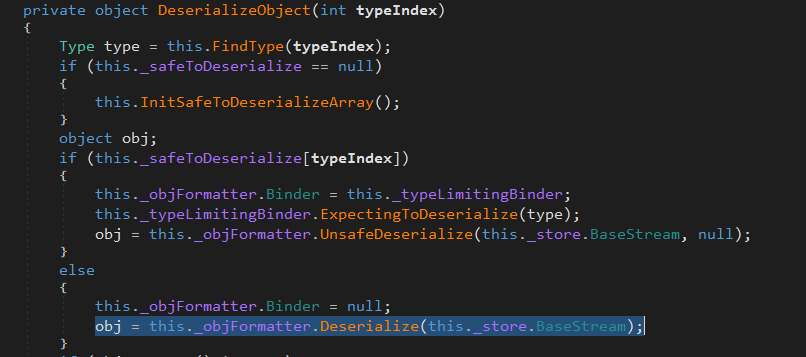 private object DeserializeObject(int typeIndex)
{
Type type = this.FindType(typeIndex);
if (this._safeToDeserialize == null)
{
this.InitSafeToDeserializeArray();
}
object obj;
if (this._safeToDeserialize[typeIndex])
{
this._objFormatter.Binder = this._typeLimitingBinder;
this._typeLimitingBinder.ExpectingToDeserialize(type);
obj = this._objFormatter.UnsafeDeserialize(this._store.BaseStream, null);
}
else
{
this._objFormatter.Binder = null;
obj = this._objFormatter.Deserialize(this._store.BaseStream);
}